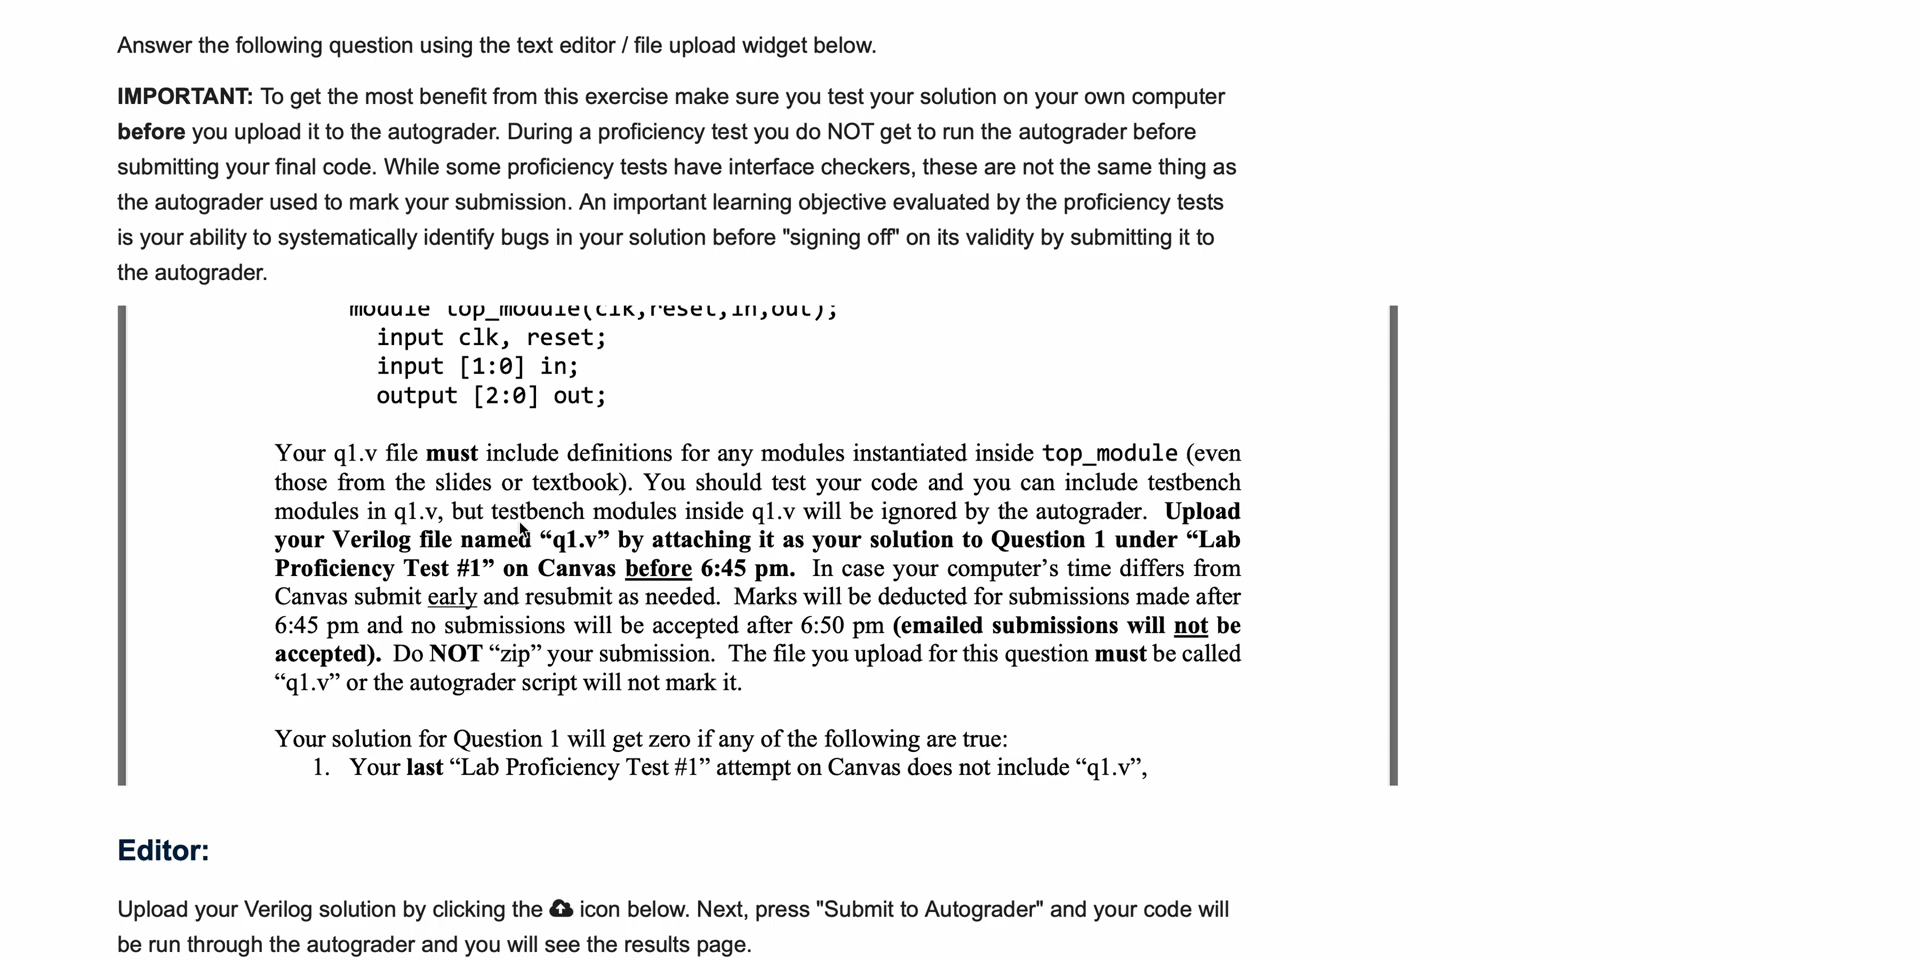 Answer the following question using the text editor / file upload widget below.
IMPORTANT: To get the most benefit from this exercise make sure you test your solution on your own computer
before you upload it to the autograder. During a proficiency test you do NOT get to run the autograder before
submitting your final code. While some proficiency tests have interface checkers, these are not the same thing as
the autograder used to mark your submission. An important learning objective evaluated by the proficiency tests
is your ability to systematically identify bugs in your solution before "signing off" on its validity by submitting it to
the autograder.
module top_module(clk,reset,in,out);
input clk, reset;
input [1:0] in;
output [2:0] out;
Your q1.v file must include definitions for any modules instantiated inside top_module (even
those from the slides or textbook). You should test your code and you can include testbench
modules in q1.v, but testbench modules inside q1.v will be ignored by the autograder. Upload
your Verilog file named “q1.v” by attaching it as your solution to Question 1 under “Lab
Proficiency Test #1” on Canvas before 6:45 pm. In case your computer’s time differs from
Canvas submit early and resubmit as needed. Marks will be deducted for submissions made after
6:45 pm and no submissions will be accepted after 6:50 pm (emailed submissions will not be
accepted). Do NOT “zip” your submission. The file you upload for this question must be called
“q1.v” or the autograder script will not mark it.
Your solution for Question 1 will get zero if any of the following are true:
1. Your last “Lab Proficiency Test #1” attempt on Canvas does not include “q1.v”,
Editor:
Upload your Verilog solution by clicking the icon below. Next, press "Submit to Autograder" and your code will
be run through the autograder and you will see the results page.